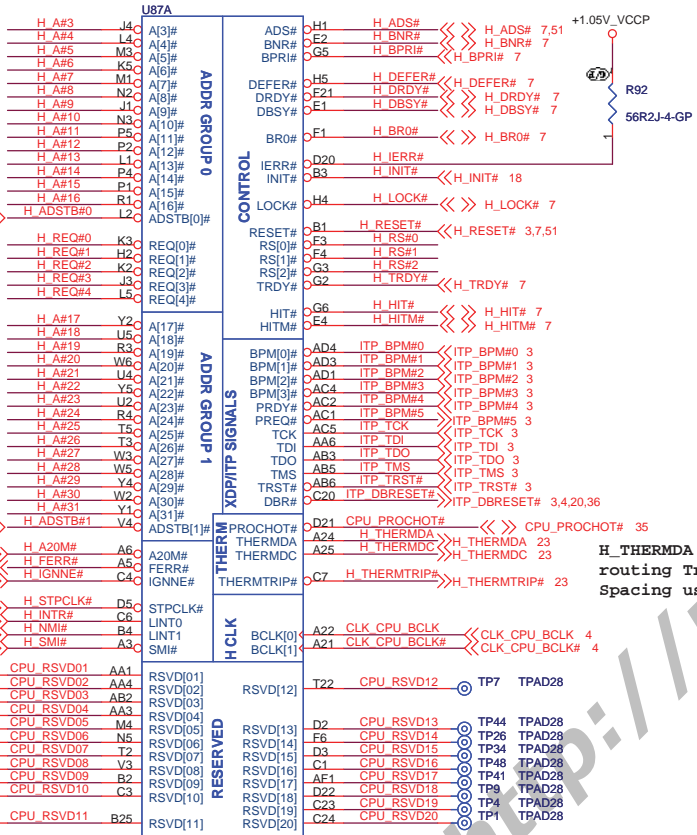 U87A
H_A#3 J4 A[3]# ADS# H1 H_ADS# H_ADS# 7,51
H_A#4 L4 A[4]# BNR# E2 H_BNR# H_BNR# 7
H_A#5 M3 A[5]# BPRI# G5 H_BPRI# H_BPRI# 7
H_A#6 K5 A[6]#
H_A#7 M1 A[7]# DEFER# H5 H_DEFER# H_DEFER# 7
H_A#8 N2 A[8]# DRDY# F21 H_DRDY# H_DRDY# 7
H_A#9 J1 A[9]# DBSY# E1 H_DBSY# H_DBSY# 7
H_A#10 N3 A[10]#
H_A#11 P5 A[11]# BR0# F1 H_BR0# H_BR0# 7
H_A#12 P2 A[12]#
H_A#13 L1 A[13]# IERR# D20 H_IERR#
H_A#14 P4 A[14]# INIT# B3 H_INIT# H_INIT# 18
H_A#15 P1 A[15]#
H_A#16 R1 A[16]# LOCK# H4 H_LOCK# H_LOCK# 7
H_ADSTB#0 L2 ADSTB[0]#
RESET# B1 H_RESET# H_RESET# 3,7,51
H_REQ#0 K3 REQ[0]# RS[0]# F3 H_RS#0
H_REQ#1 H2 REQ[1]# RS[1]# F4 H_RS#1
H_REQ#2 K2 REQ[2]# RS[2]# G3 H_RS#2
H_REQ#3 J3 REQ[3]# TRDY# G2 H_TRDY# H_TRDY# 7
H_REQ#4 L5 REQ[4]#
HIT# G6 H_HIT# H_HIT# 7
HITM# E4 H_HITM# H_HITM# 7
ADDR GROUP 0
CONTROL
+1.05V_VCCP
R92
56R2J-4-GP
1
H_A#17 Y2 A[17]#
H_A#18 U5 A[18]#
H_A#19 R3 A[19]# BPM[0]# AD4 ITP_BPM#0 ITP_BPM#0 3
H_A#20 W6 A[20]# BPM[1]# AD3 ITP_BPM#1 ITP_BPM#1 3
H_A#21 U4 A[21]# BPM[2]# AD1 ITP_BPM#2 ITP_BPM#2 3
H_A#22 Y5 A[22]# BPM[3]# AC4 ITP_BPM#3 ITP_BPM#3 3
H_A#23 U2 A[23]# PRDY# AC2 ITP_BPM#4 ITP_BPM#4 3
H_A#24 R4 A[24]# PREQ# AC1 ITP_BPM#5 ITP_BPM#5 3
H_A#25 T5 A[25]# TCK AC5 ITP_TCK ITP_TCK 3
H_A#26 T3 A[26]# TDI AA6 ITP_TDI ITP_TDI 3
H_A#27 W3 A[27]# TDO AB3 ITP_TDO ITP_TDO 3
H_A#28 W5 A[28]# TMS AB5 ITP_TMS ITP_TMS 3
H_A#29 Y4 A[29]# TRST# AB6 ITP_TRST# ITP_TRST# 3
H_A#30 W2 A[30]# DBR# C20 ITP_DBRESET# ITP_DBRESET# 3,4,20,36
H_A#31 Y1 A[31]#
H_ADSTB#1 V4 ADSTB[1]# PROCHOT# D21 CPU_PROCHOT# CPU_PROCHOT# 35
THERMDA A24 H_THERMDA H_THERMDA 23
THERMDC A25 H_THERMDC H_THERMDC 23
ADDR GROUP 1
XDP/ITP SIGNALS
THERM
H_A20M# A6 A20M#
H_FERR# A5 FERR#
H_IGNNE# C4 IGNNE# THERMTRIP# C7 H_THERMTRIP# H_THERMTRIP# 23
H_THERMDA
routing
Spacing
H_STPCLK# D5 STPCLK#
H_INTR# C6 LINT0
H_NMI# B4 LINT1 BCLK[0] A22 CLK_CPU_BCLK CLK_CPU_BCLK 4
H_SMI# A3 SMI# BCLK[1] A21 CLK_CPU_BCLK# CLK_CPU_BCLK# 4
H CLK
CPU_RSVD01 AA1 RSVD[01]
CPU_RSVD02 AA4 RSVD[02] RSVD[12] T22 CPU_RSVD12 TP7 TPAD28
CPU_RSVD03 AB2 RSVD[03]
CPU_RSVD04 AA3 RSVD[04]
CPU_RSVD05 M4 RSVD[05] RSVD[13] D2 CPU_RSVD13 TP44 TPAD28
CPU_RSVD06 N5 RSVD[06] RSVD[14] F6 CPU_RSVD14 TP26 TPAD28
CPU_RSVD07 T2 RSVD[07] RSVD[15] D3 CPU_RSVD15 TP34 TPAD28
CPU_RSVD08 V3 RSVD[08] RSVD[16] C1 CPU_RSVD16 TP48 TPAD28
CPU_RSVD09 B2 RSVD[09] RSVD[17] AF1 CPU_RSVD17 TP41 TPAD28
CPU_RSVD10 C3 RSVD[10] RSVD[18] D22 CPU_RSVD18 TP9 TPAD28
RSVD[19] C23 CPU_RSVD19 TP4 TPAD28
CPU_RSVD11 B25 RSVD[11] RSVD[20] C24 CPU_RSVD20 TP1 TPAD28
RESERVED
http://